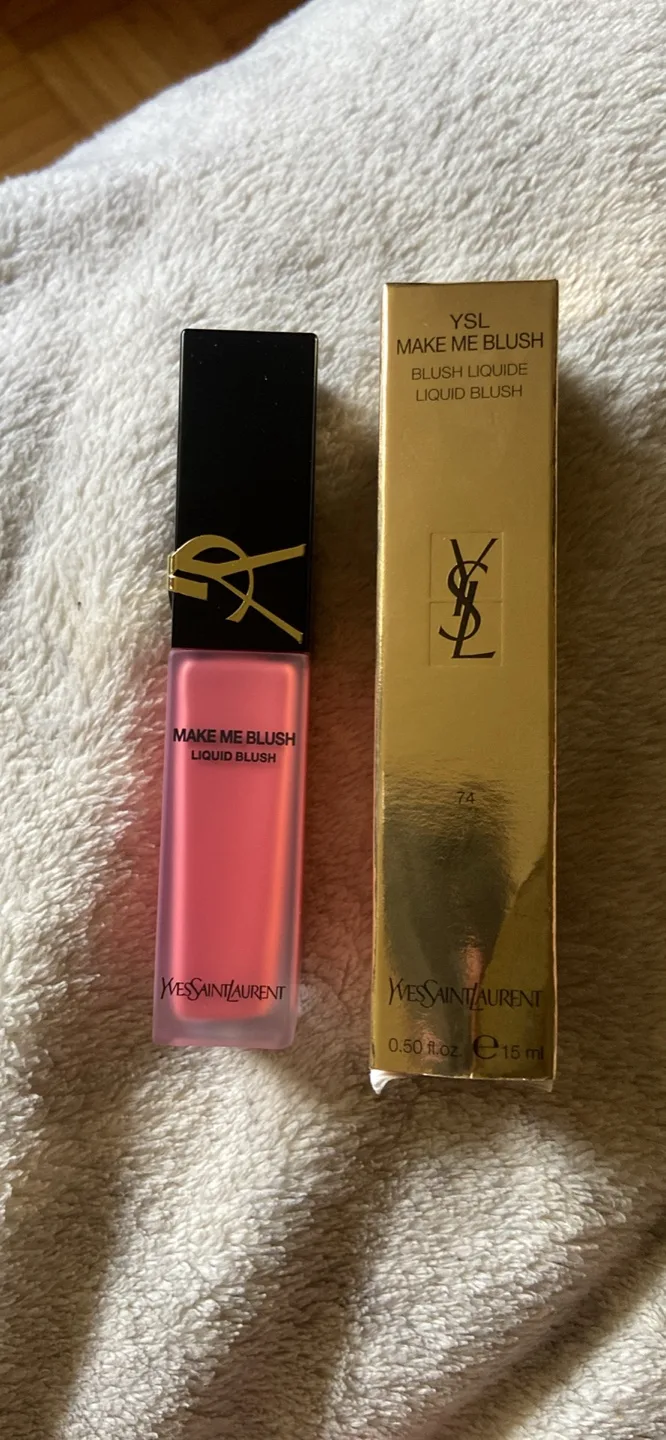 MAKE ME BLUSH
LIQUID BLUSH
YVESSAINTLAURENT
YSL
MAKE ME BLUSH
BLUSH LIQUIDE
LIQUID BLUSH
YSL
74
YVESSAINTLAURENT
0.50 fl.oz. e 15 ml